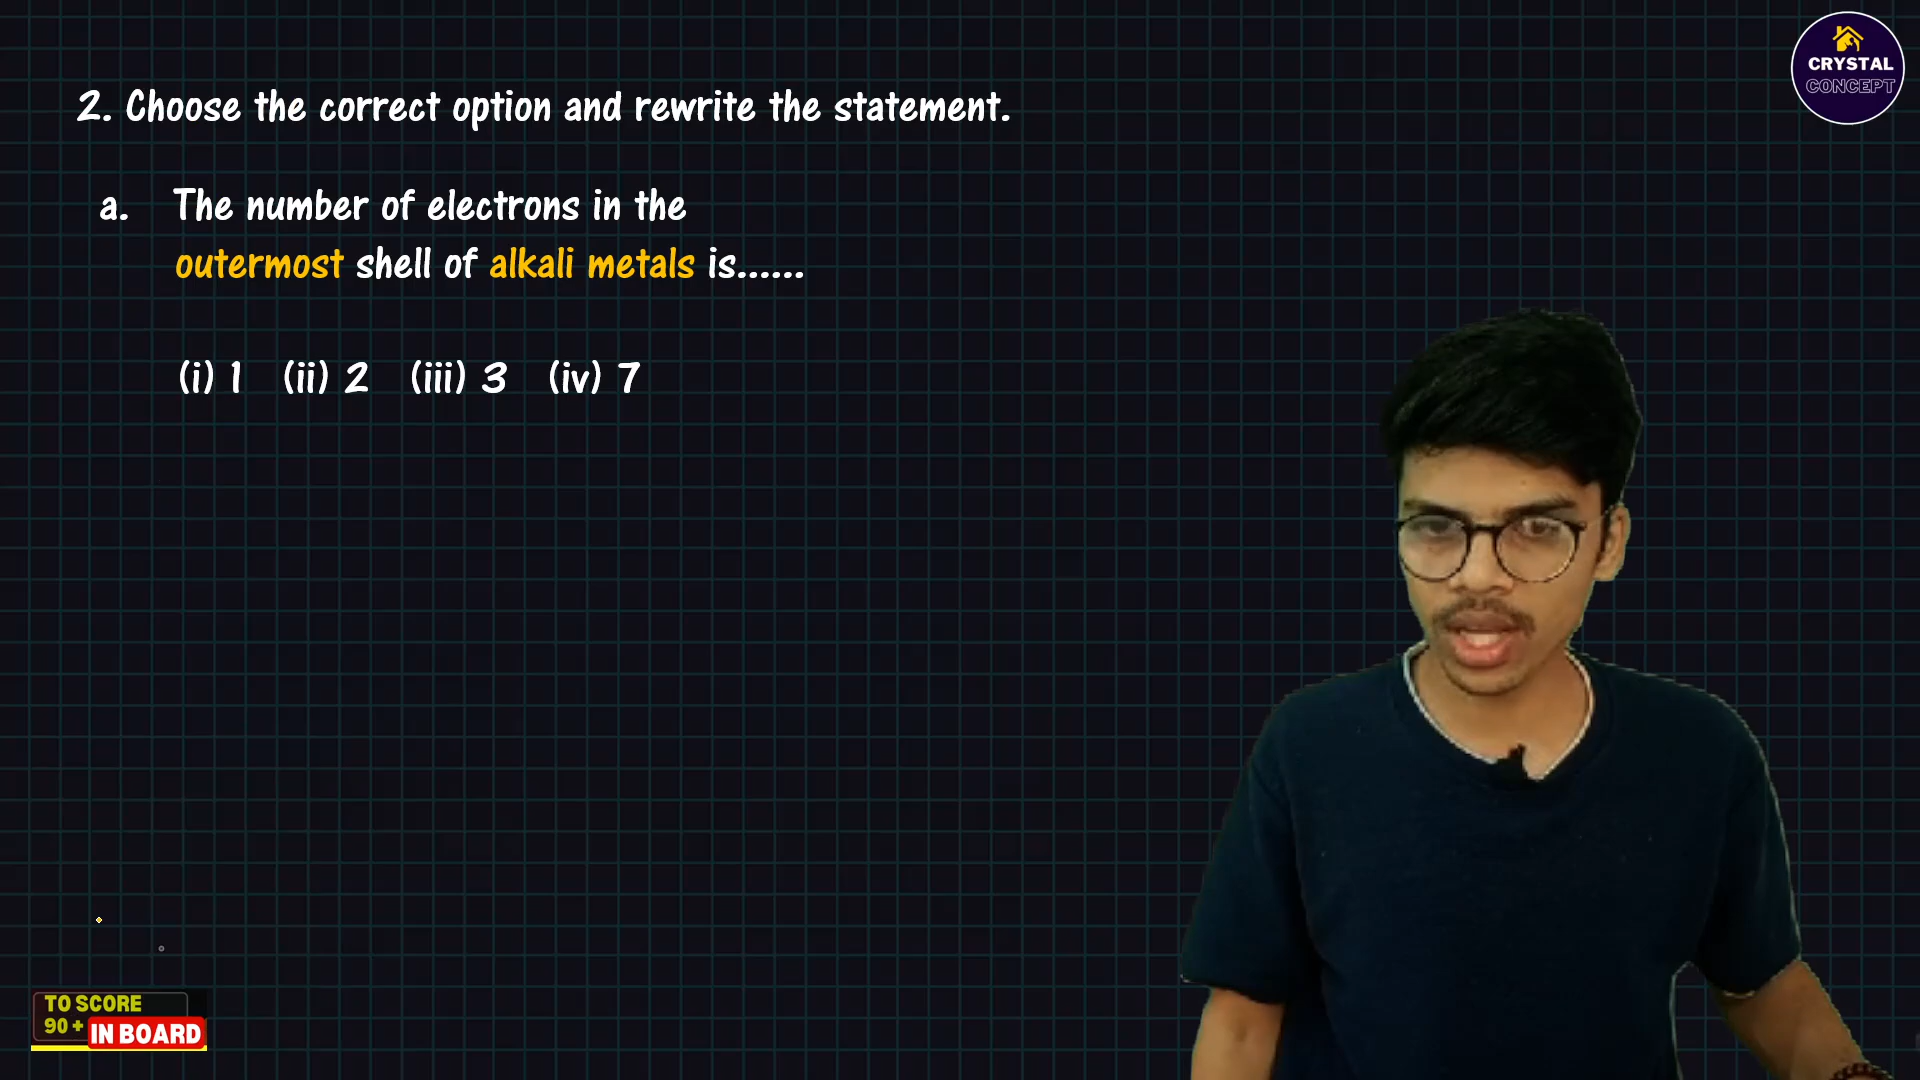 CRYSTAL
CONCEPT
2. Choose the correct option and rewrite the statement.
a. The number of electrons in the
outermost shell of alkali metals is......
(i) 1 (ii) 2 (iii) 3 (iv) 7
TO SCORE
90 + IN BOARD